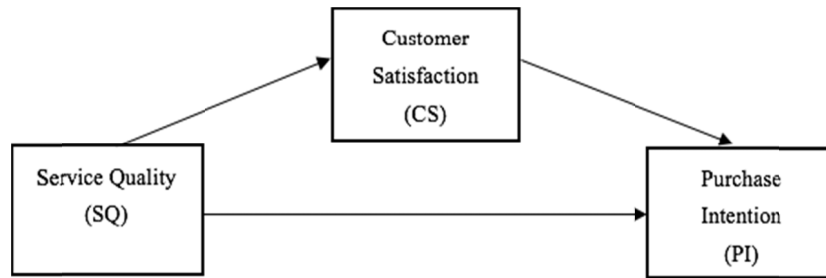 Customer
Satisfaction
(CS)
Service Quality
(SQ)
Purchase
Intention
(PI)